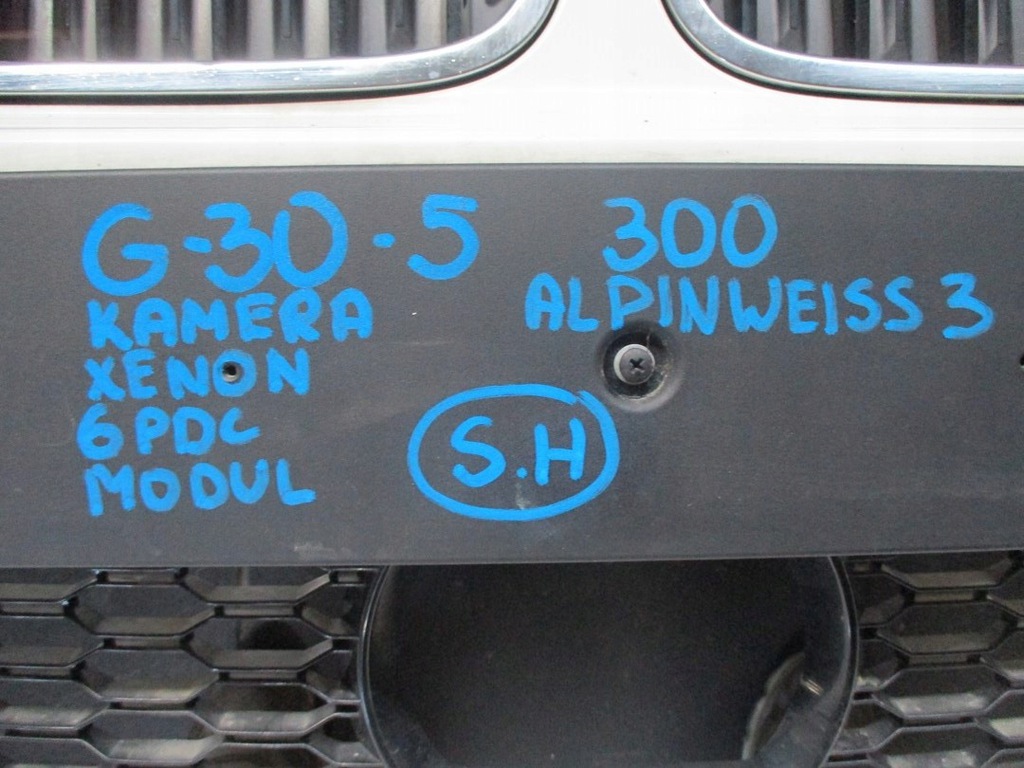 G-30-5
KAMERA
XENON
6PDC
MODUL
300
ALPINWEISS 3
S.H